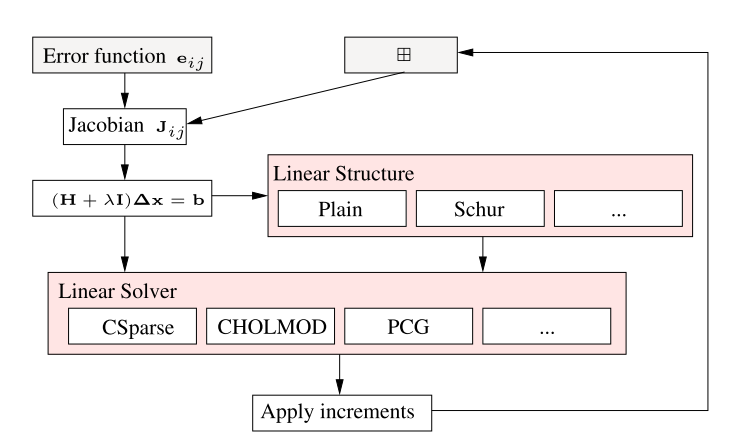 Error function e_ij
⊞
Jacobian J_ij
Linear Structure
(H + λI)Δx = b
Plain
Schur
...
Linear Solver
CSparse
CHOLMOD
PCG
...
Apply increments